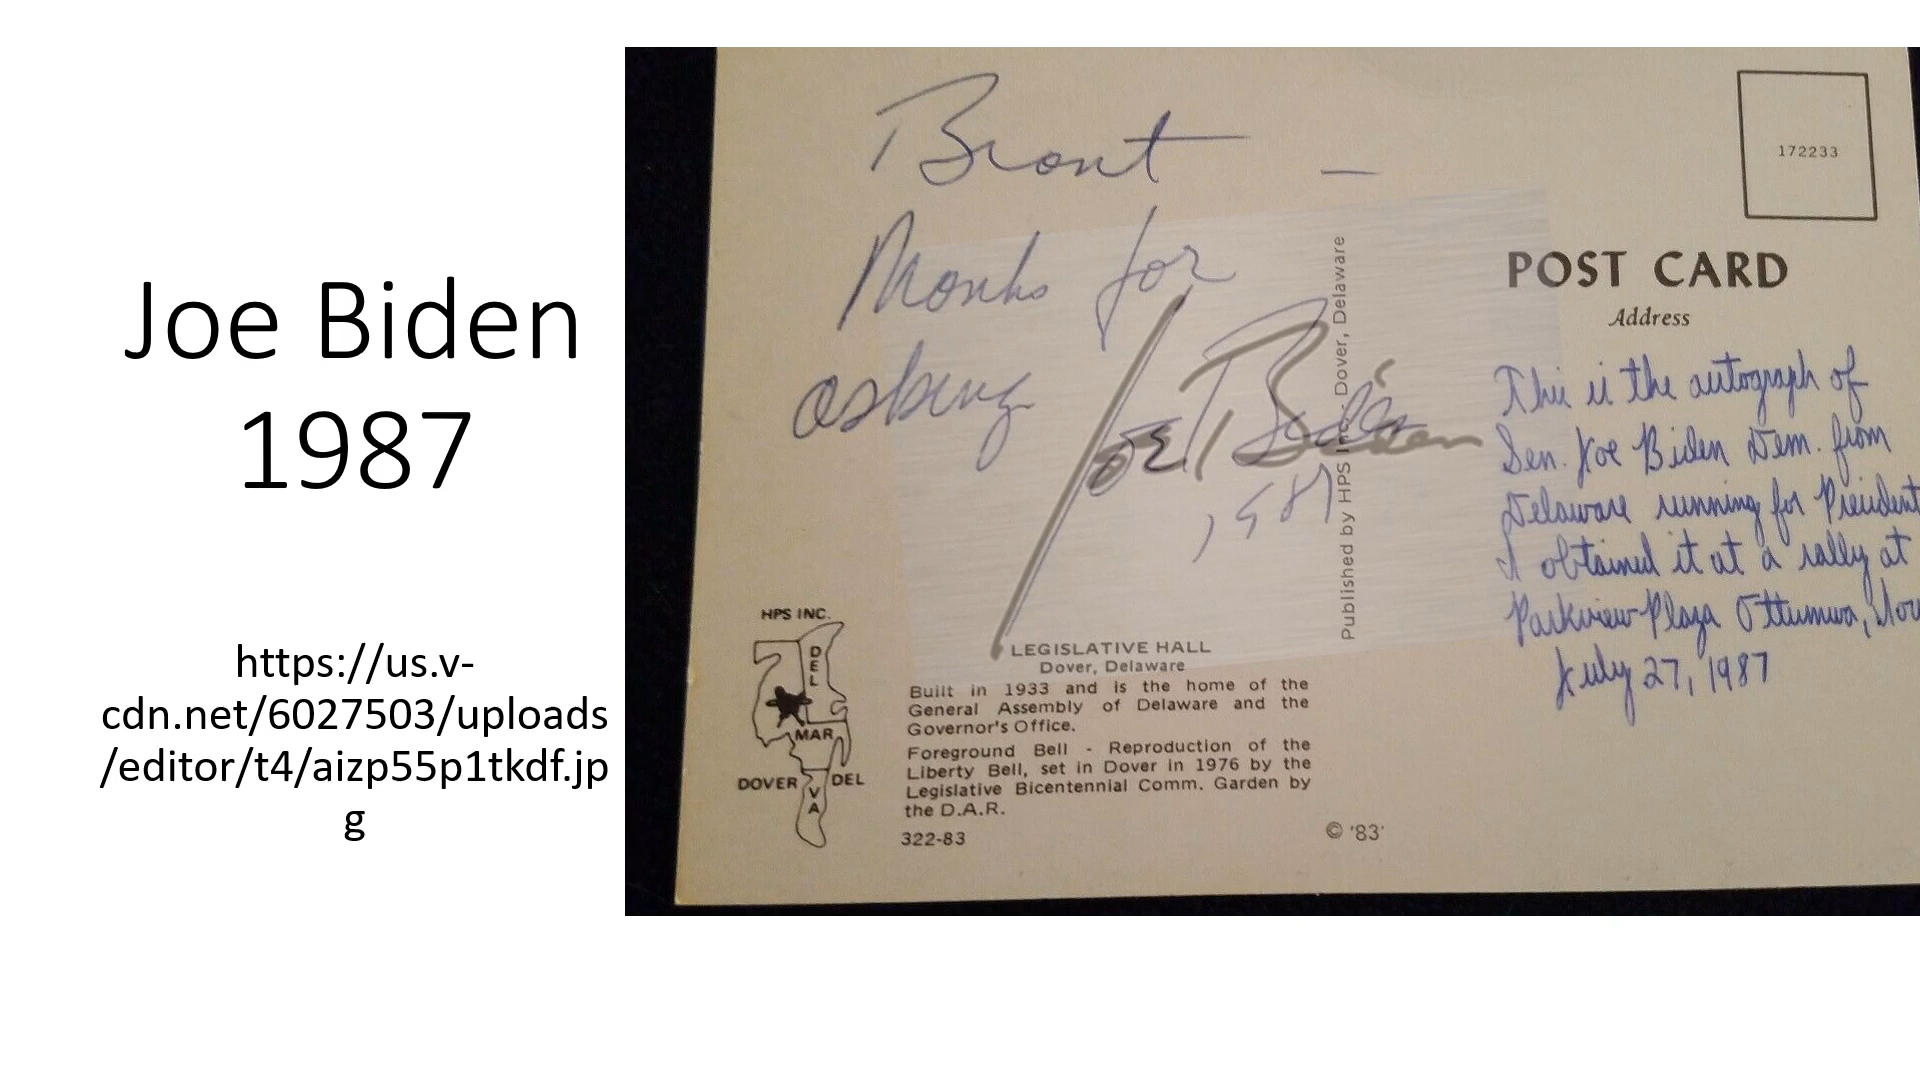 Joe Biden
1987
https://us.v-
cdn.net/6027503/uploads
/editor/t4/aizp55p1tkdf.jp
g
Brent —
Thanks for
asking
Joe Biden
1987
172233
POST CARD
Address
This is the autograph of
Sen. Joe Biden Dem. from
Delaware running for President
I obtained it at a rally at
Parkview Plaza Ottumwa, Iow
July 27, 1987
Published by HPS Inc. Dover, Delaware
HPS INC.
DEL
MAR
VA
DOVER DEL
LEGISLATIVE HALL
Dover, Delaware
Built in 1933 and is the home of the
General Assembly of Delaware and the
Governor's Office.
Foreground Bell - Reproduction of the
Liberty Bell, set in Dover in 1976 by the
Legislative Bicentennial Comm. Garden by
the D.A.R.
322-83
© '83'